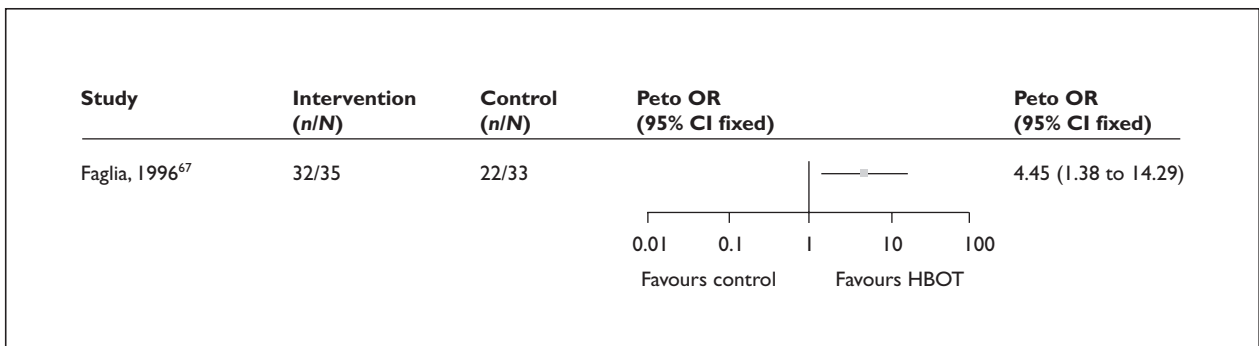 Study Intervention Control Peto OR Peto OR
(n/N) (n/N) (95% CI fixed) (95% CI fixed)
Faglia, 1996⁶⁷ 32/35 22/33 4.45 (1.38 to 14.29)
0.01 0.1 1 10 100
Favours control Favours HBOT